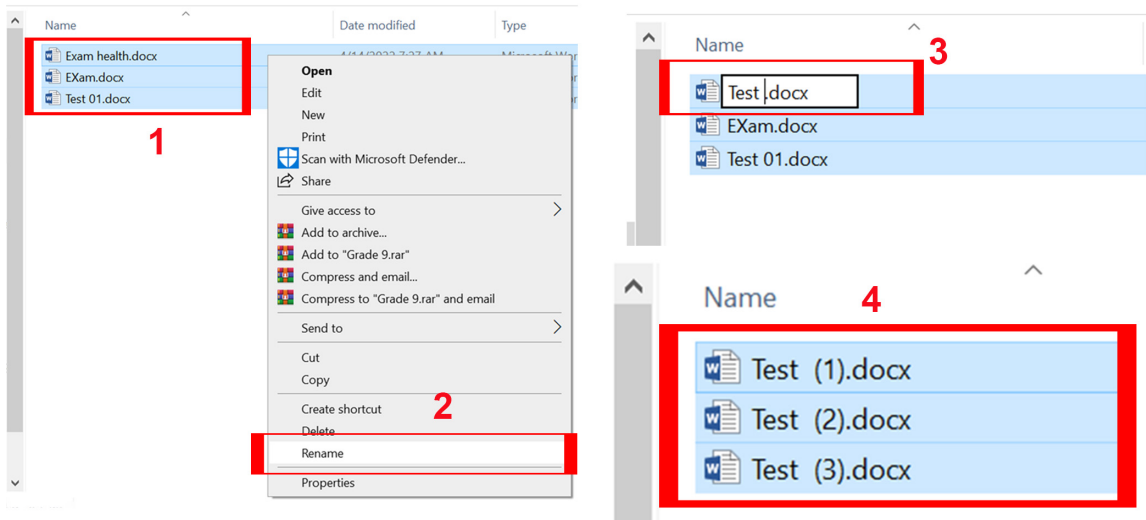 Name Date modified Type
Exam health.docx
EXam.docx
Test 01.docx
1
Open
Edit
New
Print
Scan with Microsoft Defender...
Share
Give access to
Add to archive...
Add to "Grade 9.rar"
Compress and email...
Compress to "Grade 9.rar" and email
Send to
Cut
Copy
Create shortcut
2
Delete
Rename
Properties
Name
3
Test .docx
EXam.docx
Test 01.docx
Name
4
Test (1).docx
Test (2).docx
Test (3).docx